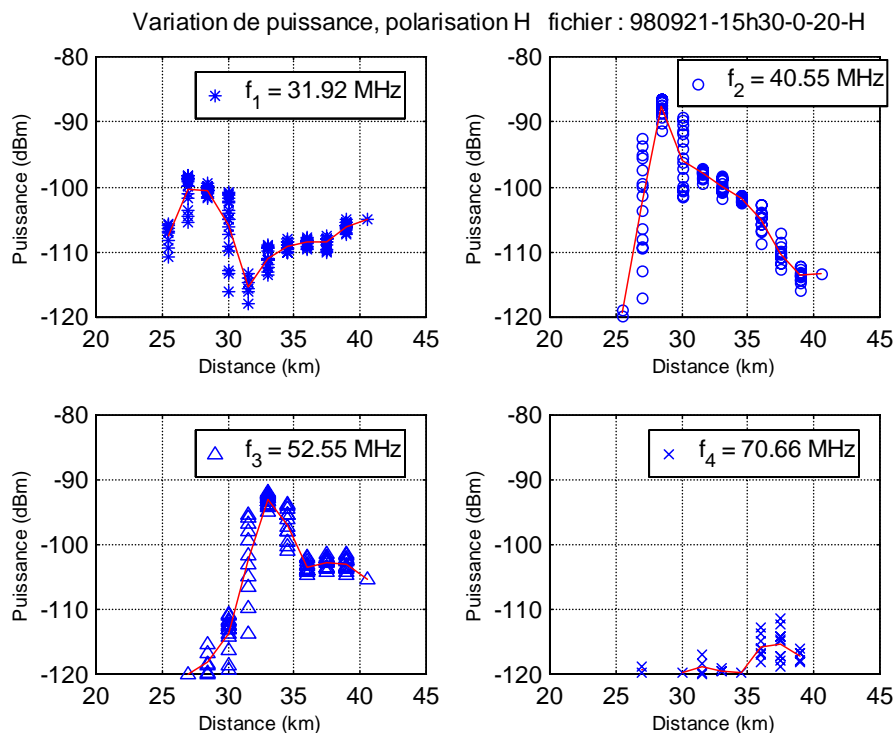 Variation de puissance, polarisation H fichier : 980921-15h30-0-20-H
-80
-90
-100
-110
-120
Puissance (dBm)
f1 = 31.92 MHz
20 25 30 35 40 45
Distance (km)
-80
-90
-100
-110
-120
Puissance (dBm)
f2 = 40.55 MHz
20 25 30 35 40 45
Distance (km)
-80
-90
-100
-110
-120
Puissance (dBm)
f3 = 52.55 MHz
20 25 30 35 40 45
Distance (km)
-80
-90
-100
-110
-120
Puissance (dBm)
f4 = 70.66 MHz
20 25 30 35 40 45
Distance (km)